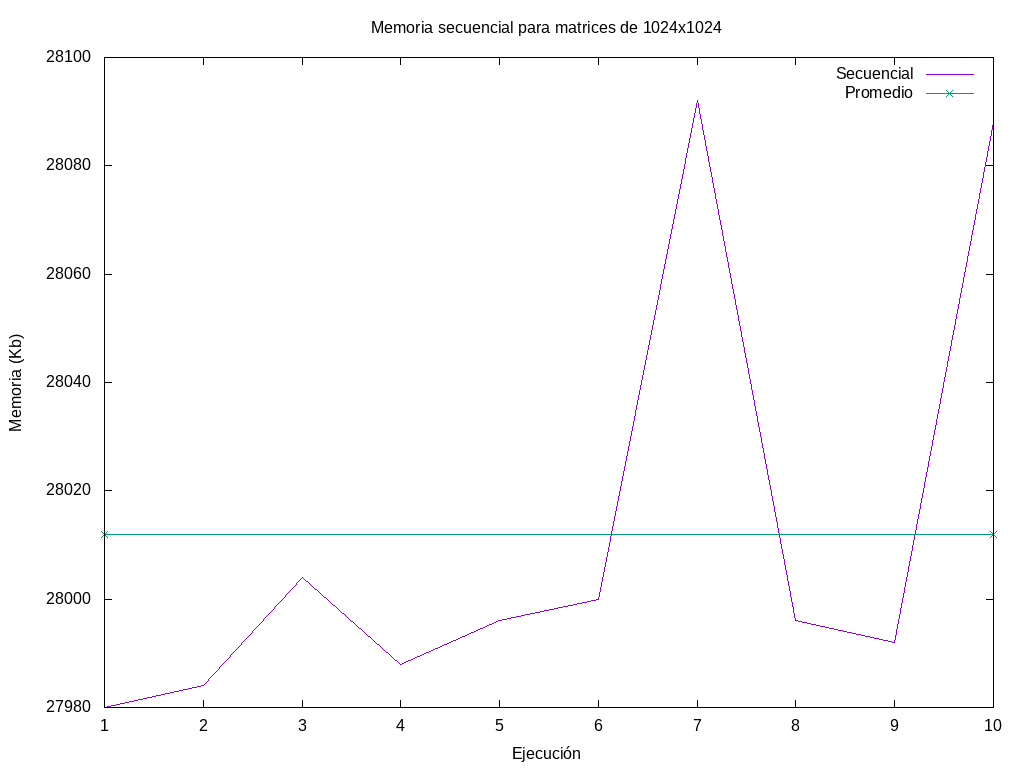 Memoria secuencial para matrices de 1024x1024
28100
28080
28060
28040
28020
28000
27980
Memoria (Kb)
Secuencial
Promedio
1 2 3 4 5 6 7 8 9 10
Ejecución